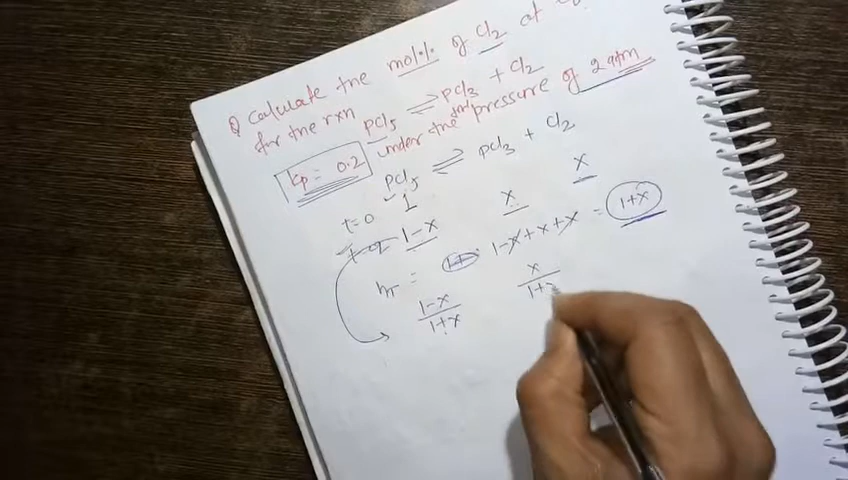 Q Calculate the mol% of Cl2 at
for the rxn PCl5 ⇌ PCl3 + Cl2
Kp = 0.2 under the total pressure of 2 atm
PCl5 ⇌ PCl3 + Cl2
t=0 1
t=eq 1-x x x
nT = 1-x+x+x = 1+x
1-x/1+x x/1+x